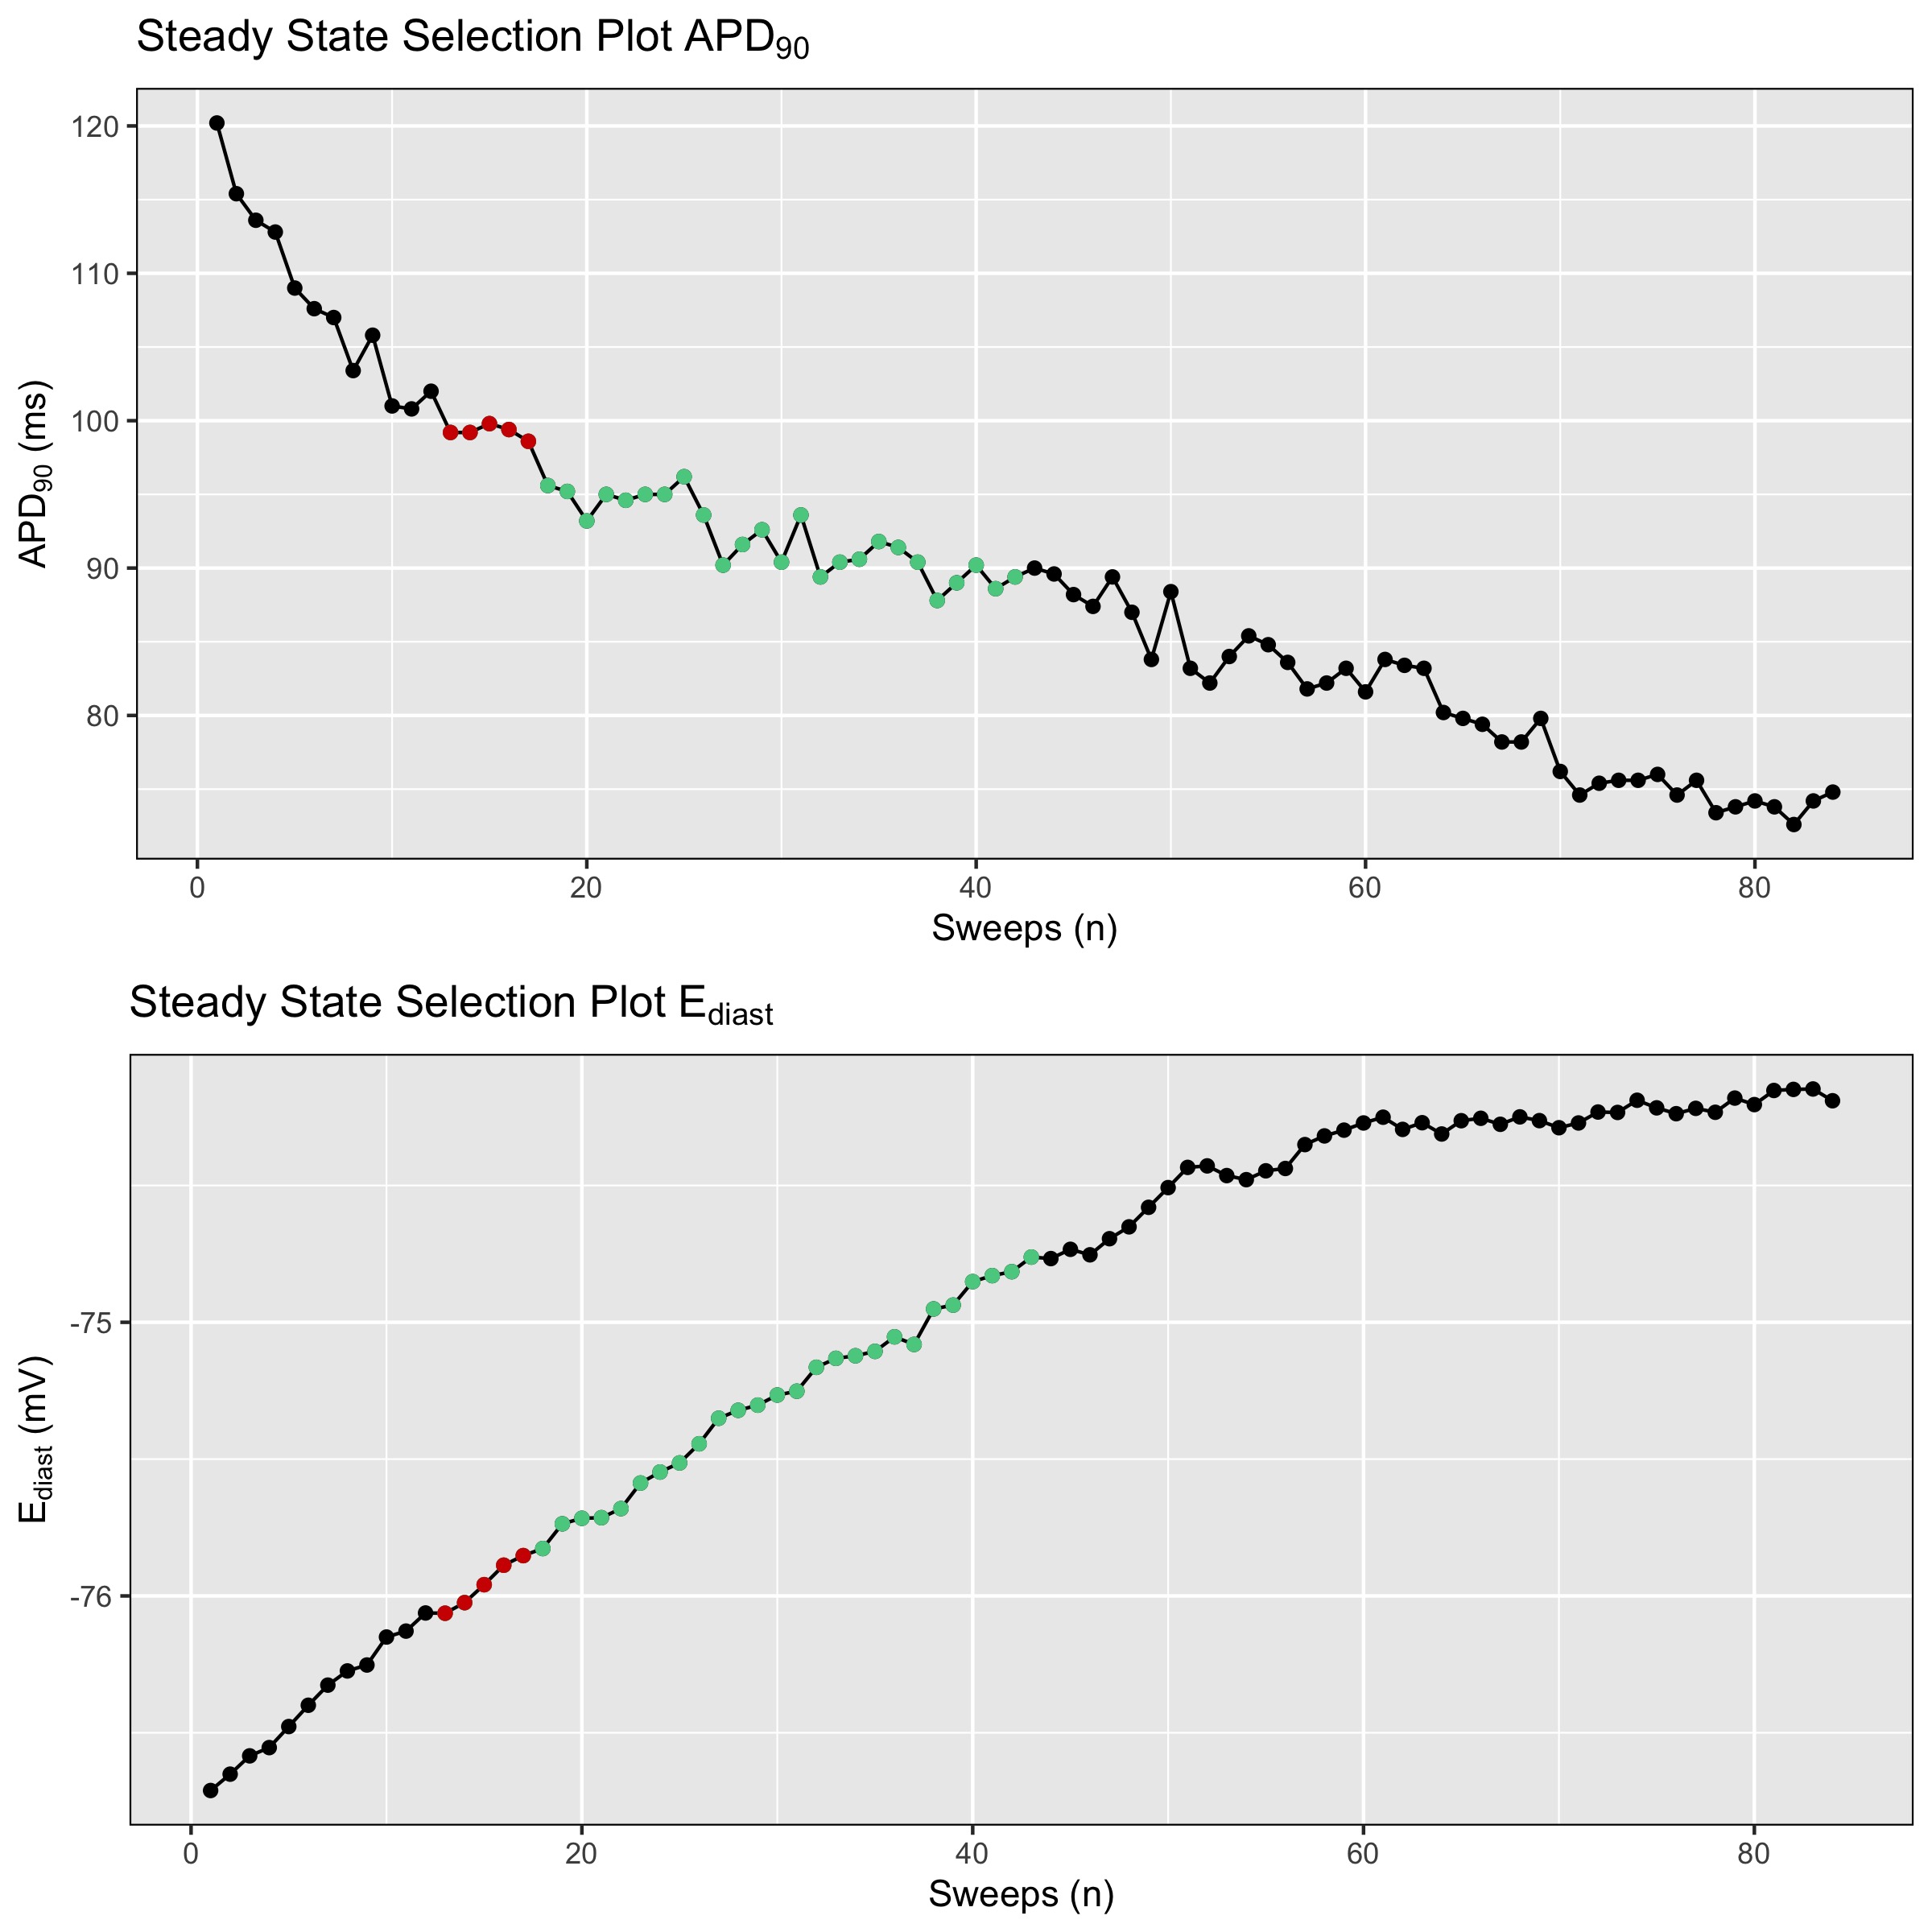 Steady State Selection Plot APD90
120
110
100
90
80
APD90 (ms)
0 20 40 60 80
Sweeps (n)
Steady State Selection Plot Ediast
-75
-76
Ediast (mV)
0 20 40 60 80
Sweeps (n)